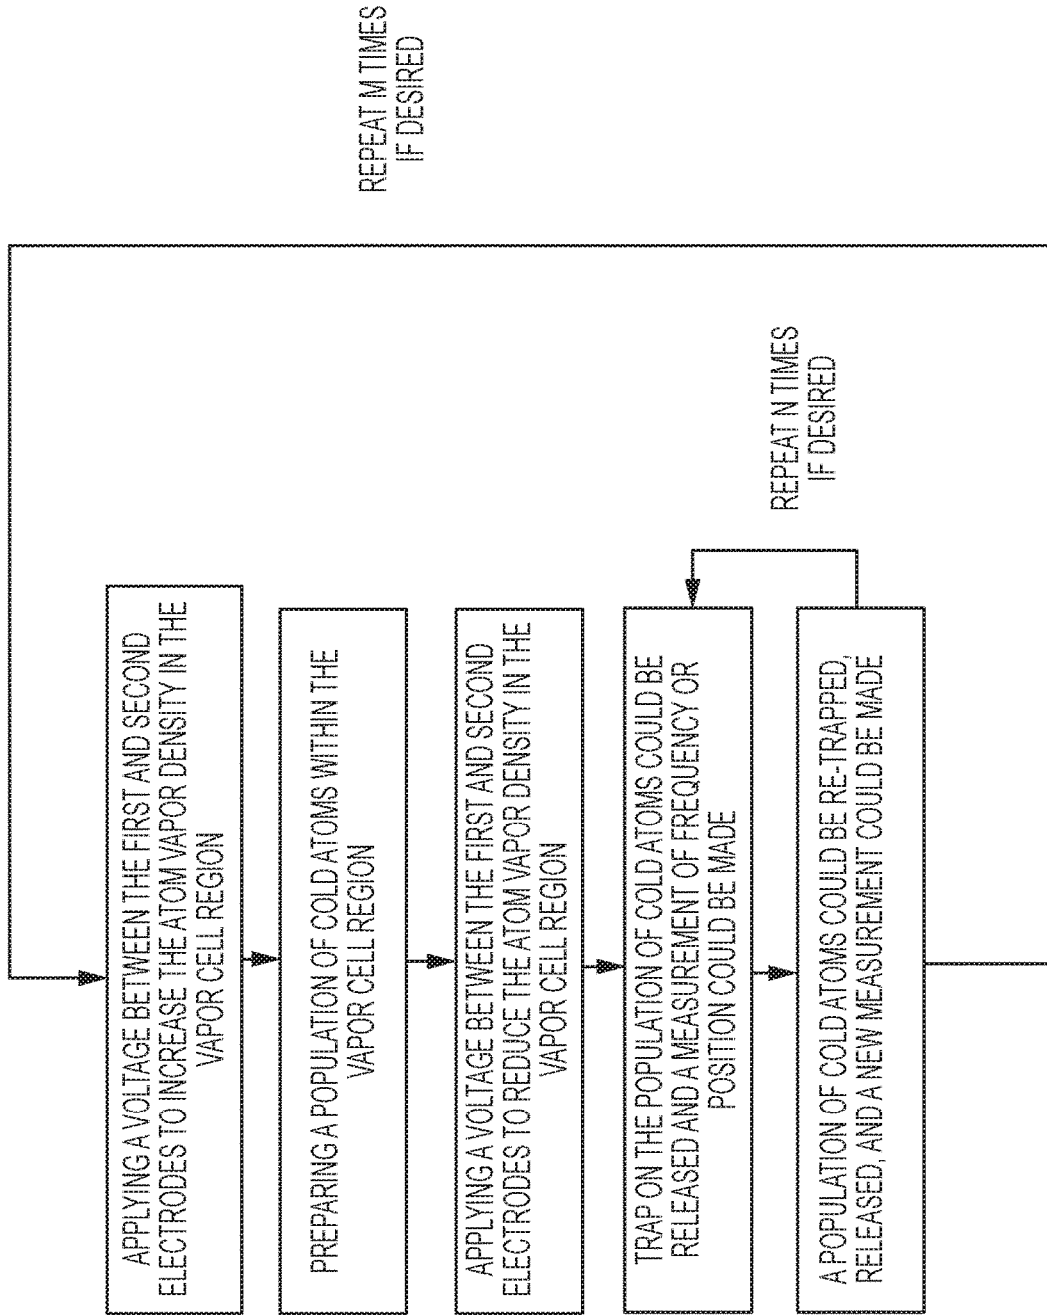 APPLYING A VOLTAGE BETWEEN THE FIRST AND SECOND
ELECTRODES TO INCREASE THE ATOM VAPOR DENSITY IN THE
VAPOR CELL REGION
PREPARING A POPULATION OF COLD ATOMS WITHIN THE
VAPOR CELL REGION
APPLYING A VOLTAGE BETWEEN THE FIRST AND SECOND
ELECTRODES TO REDUCE THE ATOM VAPOR DENSITY IN THE
VAPOR CELL REGION
TRAP ON THE POPULATION OF COLD ATOMS COULD BE
RELEASED AND A MEASUREMENT OF FREQUENCY OR
POSITION COULD BE MADE
A POPULATION OF COLD ATOMS COULD BE RE-TRAPPED,
RELEASED, AND A NEW MEASUREMENT COULD BE MADE
REPEAT N TIMES
IF DESIRED
REPEAT M TIMES
IF DESIRED